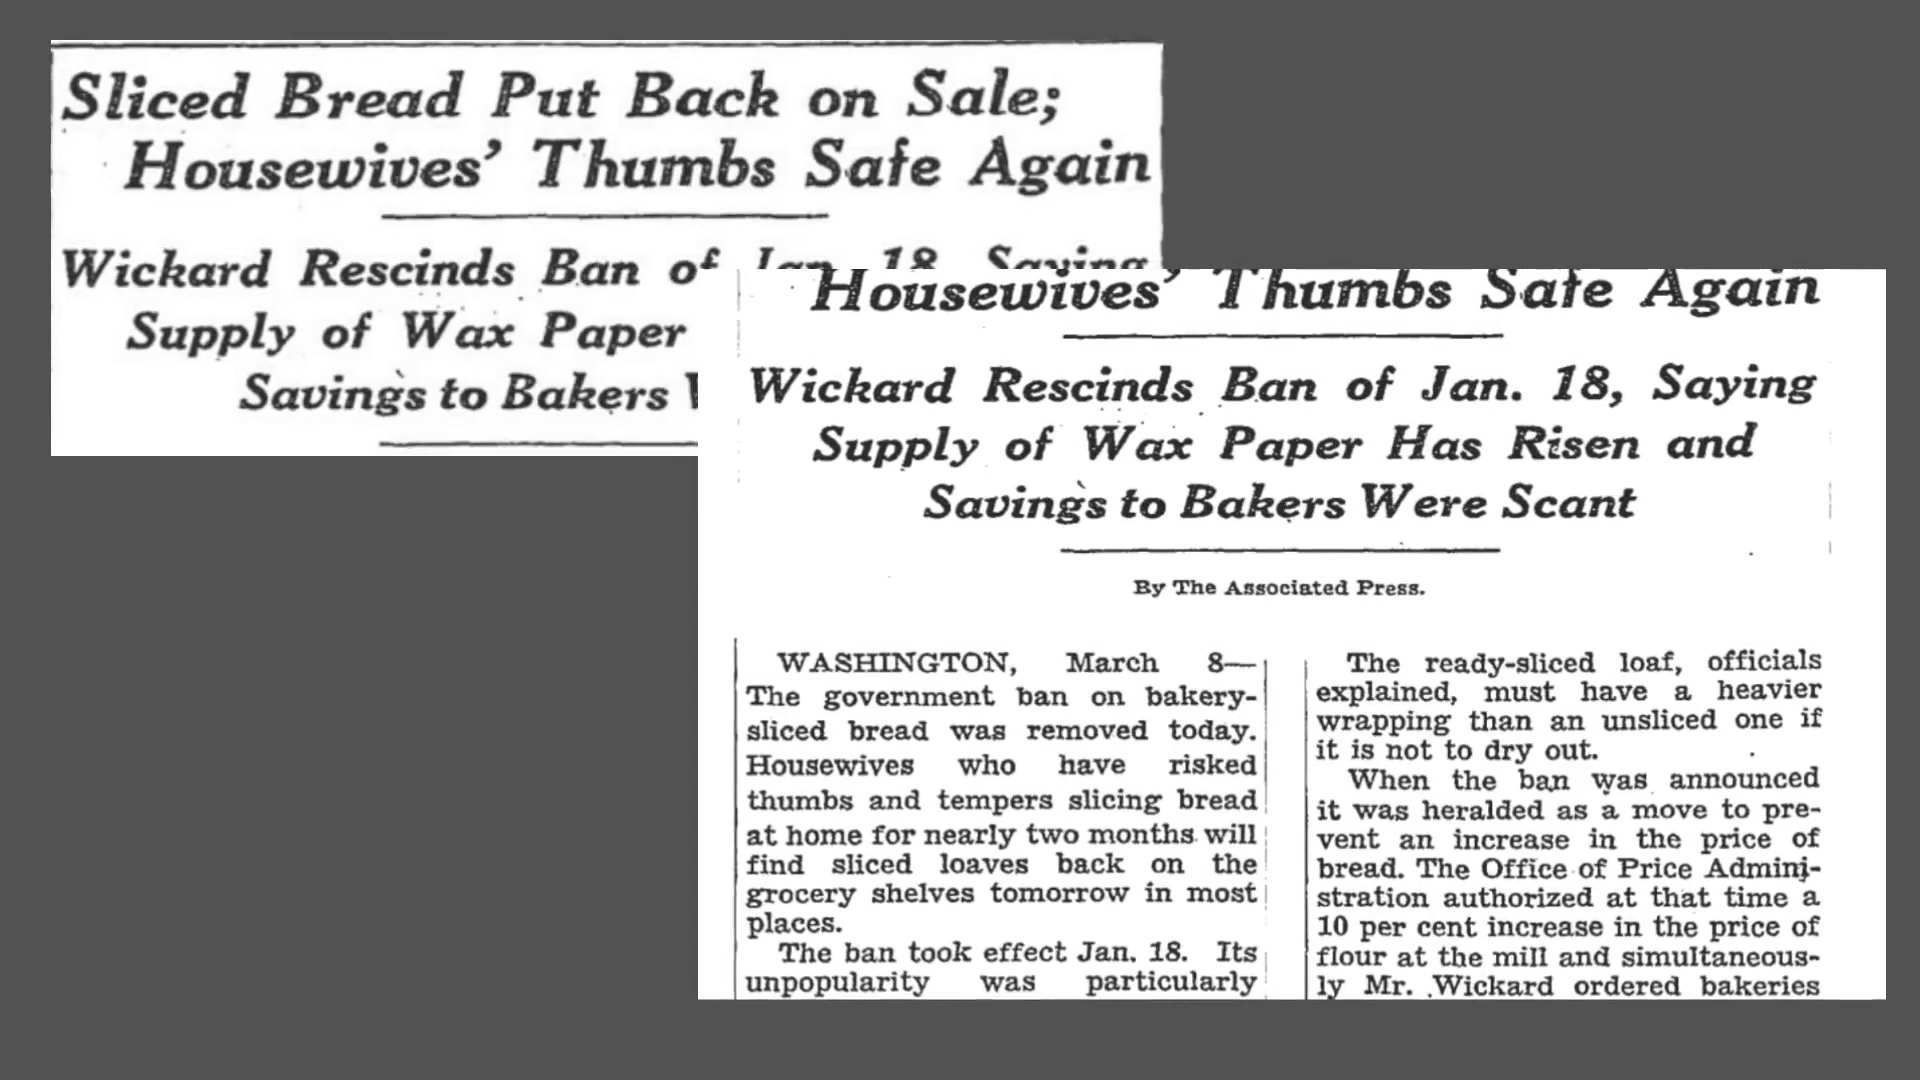 Sliced Bread Put Back on Sale;
Housewives' Thumbs Safe Again
Wickard Rescinds Ban of Jan. 18, Saying
Supply of Wax Paper
Savings to Bakers
Housewives' Thumbs Safe Again
Wickard Rescinds Ban of Jan. 18, Saying
Supply of Wax Paper Has Risen and
Savings to Bakers Were Scant
By The Associated Press.
WASHINGTON, March 8—
The government ban on bakery-
sliced bread was removed today.
Housewives who have risked
thumbs and tempers slicing bread
at home for nearly two months will
find sliced loaves back on the
grocery shelves tomorrow in most
places.
The ban took effect Jan. 18. Its
unpopularity was particularly
The ready-sliced loaf, officials
explained, must have a heavier
wrapping than an unsliced one if
it is not to dry out.
When the ban was announced
it was heralded as a move to pre-
vent an increase in the price of
bread. The Office of Price Admini-
stration authorized at that time a
10 per cent increase in the price of
flour at the mill and simultaneous-
ly Mr. Wickard ordered bakeries